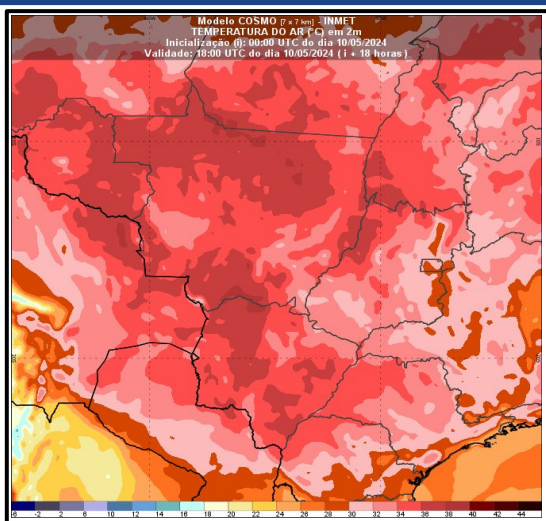 Modelo COSMO [7 x 7 km] - INMET
TEMPERATURA DO AR (°C) em 2m
Inicialização (i): 00:00 UTC do dia 10/05/2024
Validade: 18:00 UTC do dia 10/05/2024 ( i + 18 horas )
-6 -2 2 6 10 14 16 18 20 22 24 26 28 30 32 34 36 38 40 42 44